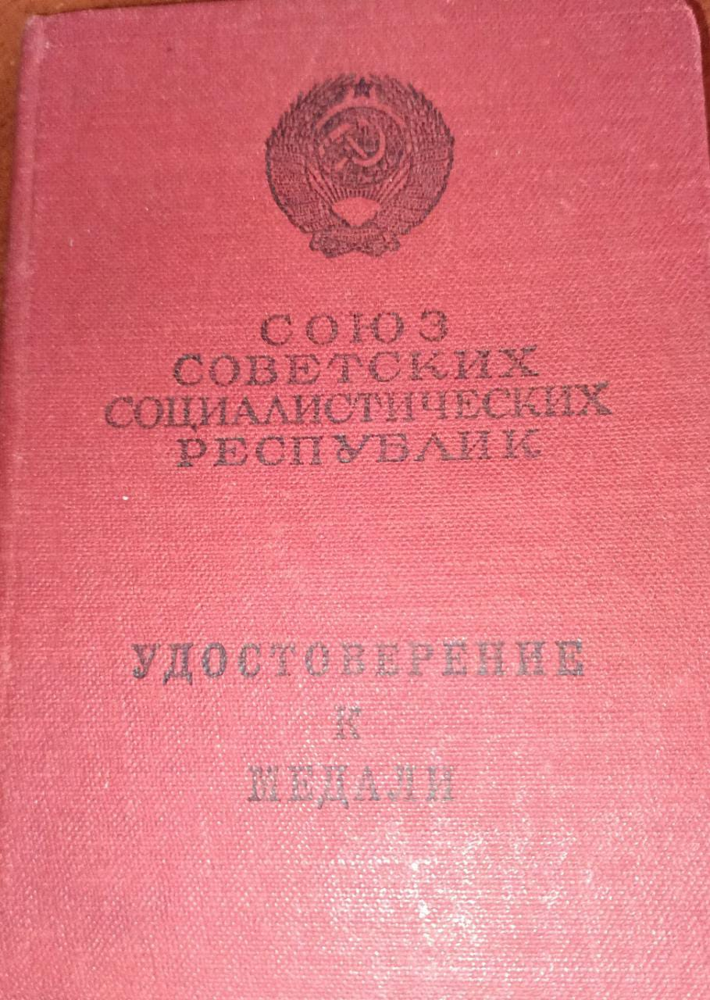 СОЮЗ
СОВЕТСКИХ
СОЦИАЛИСТИЧЕСКИХ
РЕСПУБЛИК
УДОСТОВЕРЕНИЕ
К
МЕДАЛИ